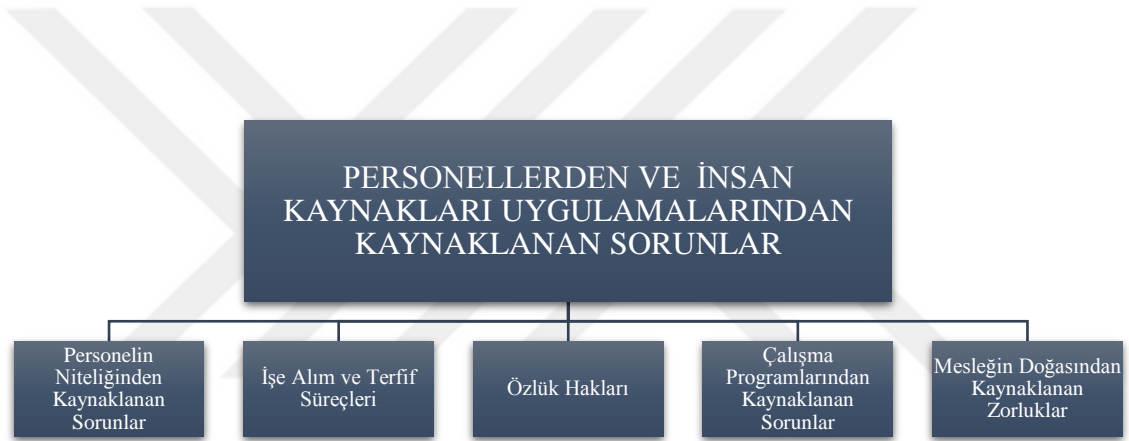 PERSONELLERDEN VE İNSAN
KAYNAKLARI UYGULAMALARINDAN
KAYNAKLANAN SORUNLAR
Personelin
Niteliğinden
Kaynaklanan
Sorunlar
İşe Alım ve Terfif
Süreçleri
Özlük Hakları
Çalışma
Programlarından
Kaynaklanan
Sorunlar
Mesleğin Doğasından
Kaynaklanan
Zorluklar